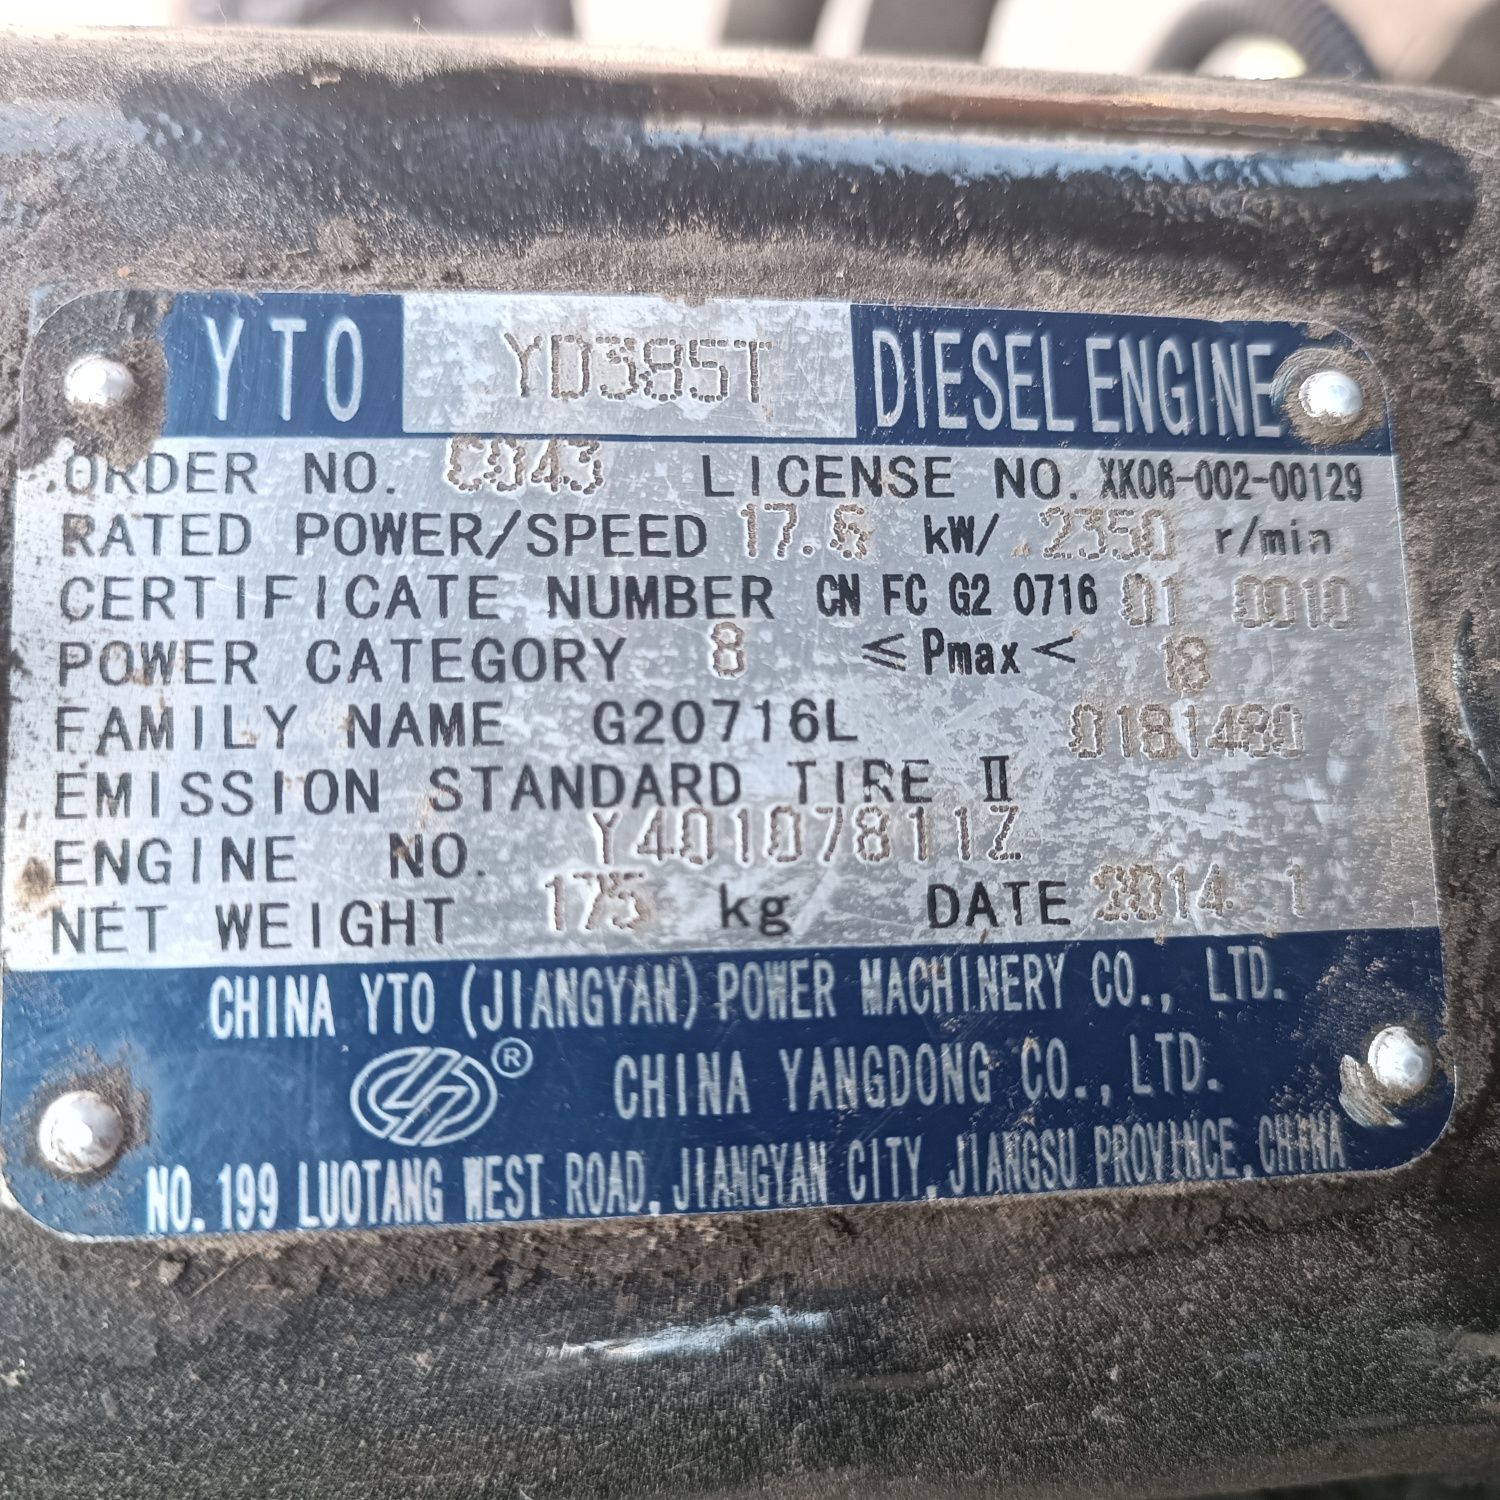 YTO YD385T DIESEL ENGINE
ORDER NO. C043 LICENSE NO. XK06-002-00129
RATED POWER/SPEED 17.6 kW/ 2350 r/min
CERTIFICATE NUMBER CN FC G2 0716 01 0010
POWER CATEGORY 8 ≤Pmax< 18
FAMILY NAME G20716L 0181480
EMISSION STANDARD TIRE II
ENGINE NO. Y40107811Z
NET WEIGHT 175 kg DATE 2014 1
CHINA YTO (JIANGYAN) POWER MACHINERY CO., LTD.
® CHINA YANGDONG CO., LTD.
NO. 199 LUOTANG WEST ROAD, JIANGYAN CITY, JIANGSU PROVINCE, CHINA